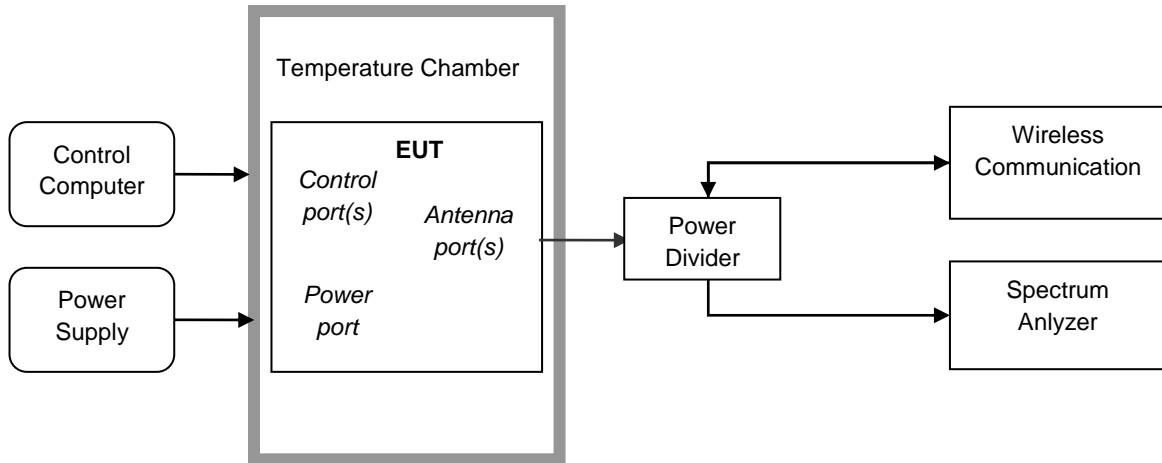 Temperature Chamber
Control
Computer
Power
Supply
EUT
Control
port(s)
Antenna
port(s)
Power
port
Power
Divider
Wireless
Communication
Spectrum
Anlyzer